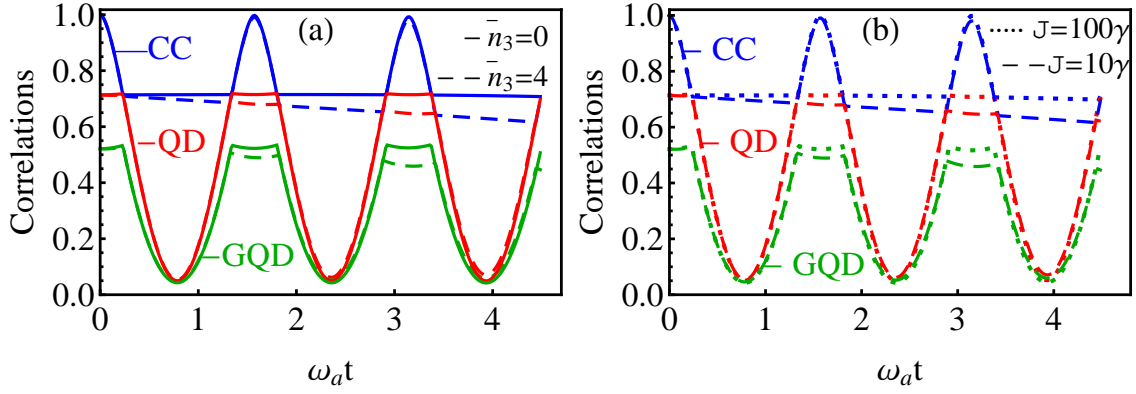 (a)
CC
– n̄₃=0
– – n̄₃=4
QD
GQD
Correlations
1.0
0.8
0.6
0.4
0.2
0.0
0
1
2
3
4
ωₐt
(b)
CC
····· J=100γ
– –J=10γ
QD
GQD
Correlations
1.0
0.8
0.6
0.4
0.2
0.0
0
1
2
3
4
ωₐt